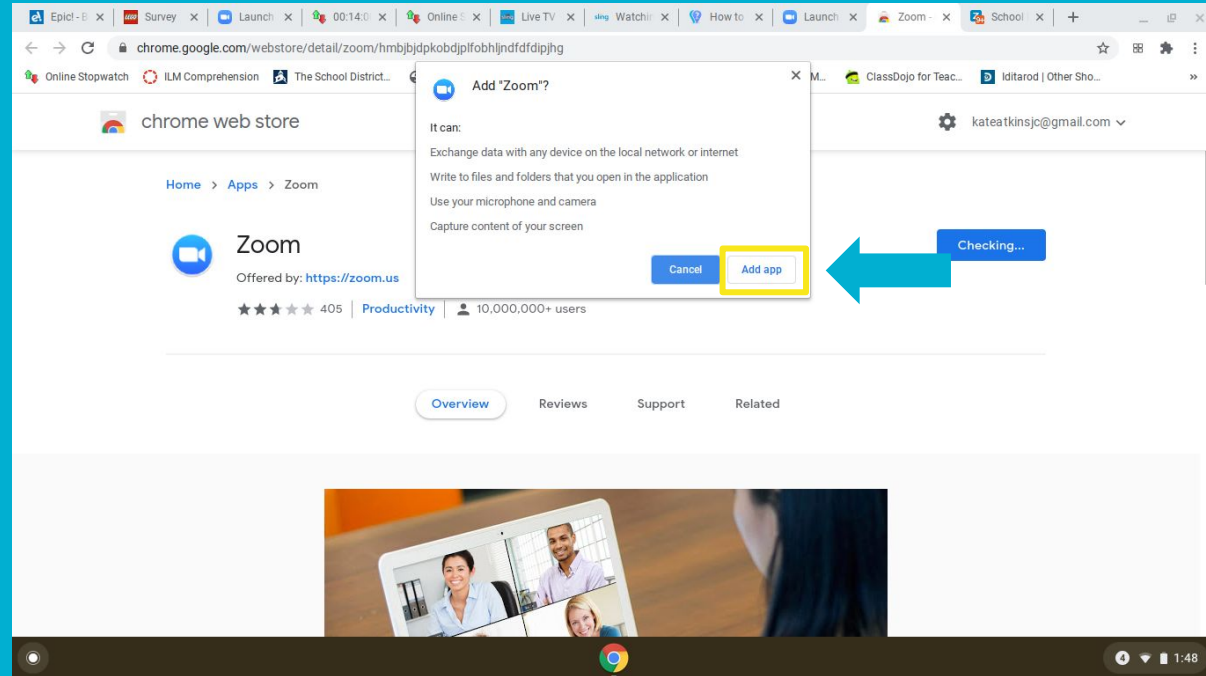 Epic! - B Survey Launch 00:14:0 Online S Live TV sling Watchin How to Launch Zoom - School
chrome.google.com/webstore/detail/zoom/hmbjbjdpkobdjplfobhljndfdfdipjhg
Online Stopwatch ILM Comprehension The School District... M... ClassDojo for Teac... Iditarod | Other Sho... »
Add "Zoom"?
chrome web store
kateatkinsjc@gmail.com
It can:
Exchange data with any device on the local network or internet
Write to files and folders that you open in the application
Use your microphone and camera
Capture content of your screen
Cancel Add app
Home > Apps > Zoom
Zoom
Checking...
Offered by: https://zoom.us
405 Productivity 10,000,000+ users
Overview Reviews Support Related
4 1:48